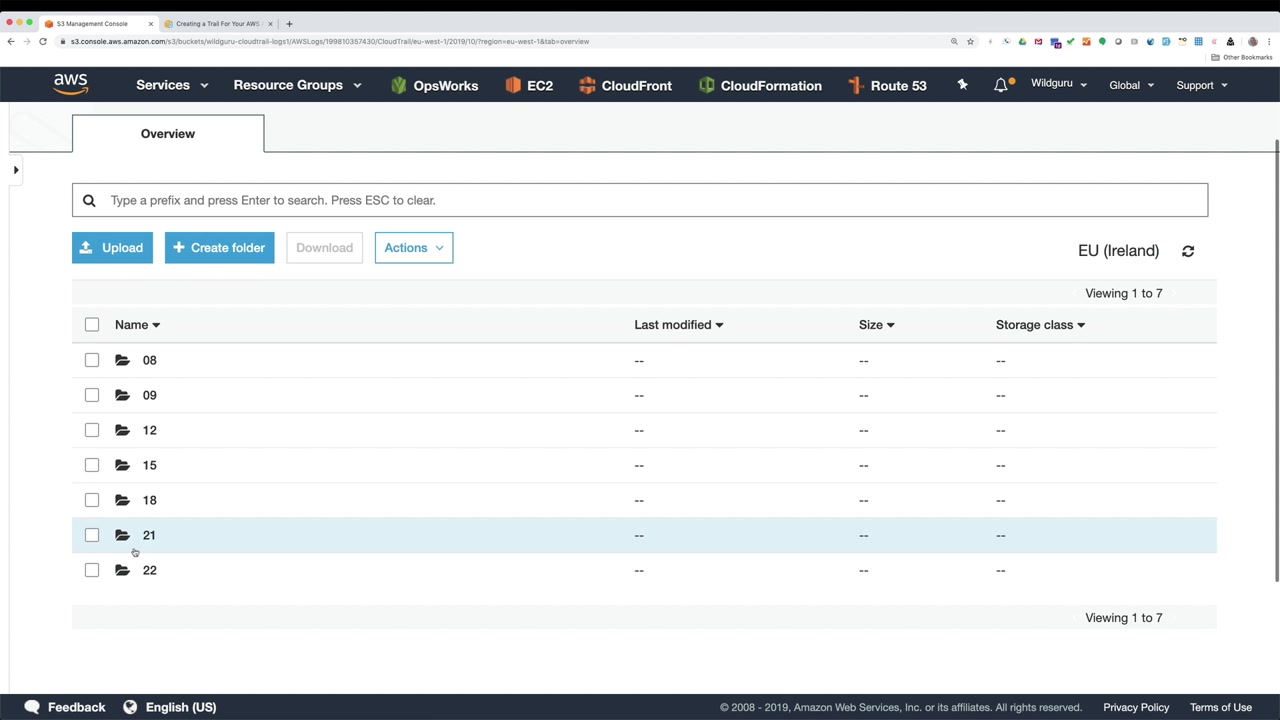 S3 Management Console
Creating a Trail For Your AWS
s3.console.aws.amazon.com/s3/buckets/wildguru-cloudtrail-logs1/AWSLogs/199810357430/CloudTrail/eu-west-1/2019/10/?region=eu-west-1&tab=overview
Other Bookmarks
aws Services Resource Groups OpsWorks EC2 CloudFront CloudFormation Route 53 Wildguru Global Support
Overview
Type a prefix and press Enter to search. Press ESC to clear.
Upload Create folder Download Actions EU (Ireland)
Viewing 1 to 7
Name Last modified Size Storage class
08 -- -- --
09 -- -- --
12 -- -- --
15 -- -- --
18 -- -- --
21 -- -- --
22 -- -- --
Viewing 1 to 7
Feedback English (US) © 2008 - 2019, Amazon Web Services, Inc. or its affiliates. All rights reserved. Privacy Policy Terms of Use